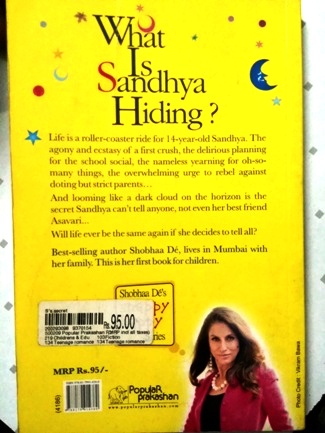 What
Is
Sandhya
Hiding?
Life is a roller-coaster ride for 14-year-old Sandhya. The
agony and ecstasy of a first crush, the delirious planning
for the school social, the nameless yearning for oh-so-
many things, the overwhelming urge to rebel against
doting but strict parents...
And looming like a dark cloud on the horizon is the
secret Sandhya can't tell anyone, not even her best friend
Asavari...
Will life ever be the same again if she decides to tell all?
Best-selling author Shobhaa Dé, lives in Mumbai with
her family. This is her first book for children.
Shobhaa Dé's
Rs. 95.00
MRP Rs.95/-
PopulaR
prakashan
www.popularprakashan.com
(4186)
Photo Credit : Vikram Bawa